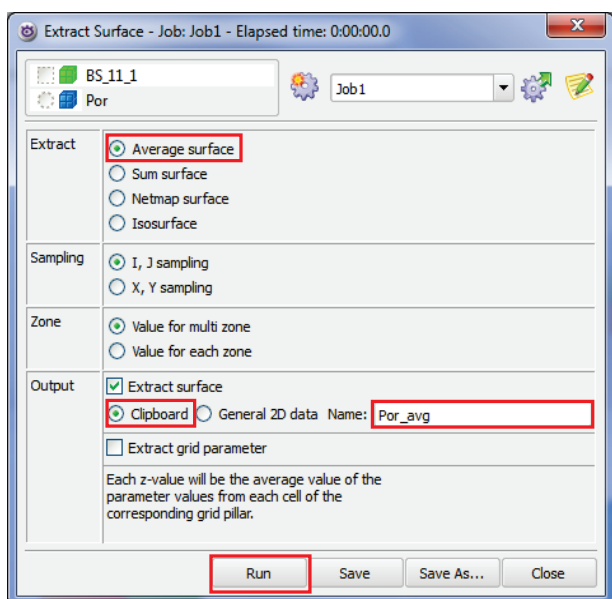 Extract Surface - Job: Job1 - Elapsed time: 0:00:00.0
BS_11_1
Por
Job1
Extract
Average surface
Sum surface
Netmap surface
Isosurface
Sampling
I, J sampling
X, Y sampling
Zone
Value for multi zone
Value for each zone
Output
Extract surface
Clipboard General 2D data Name: Por_avg
Extract grid parameter
Each z-value will be the average value of the
parameter values from each cell of the
corresponding grid pillar.
Run Save Save As... Close